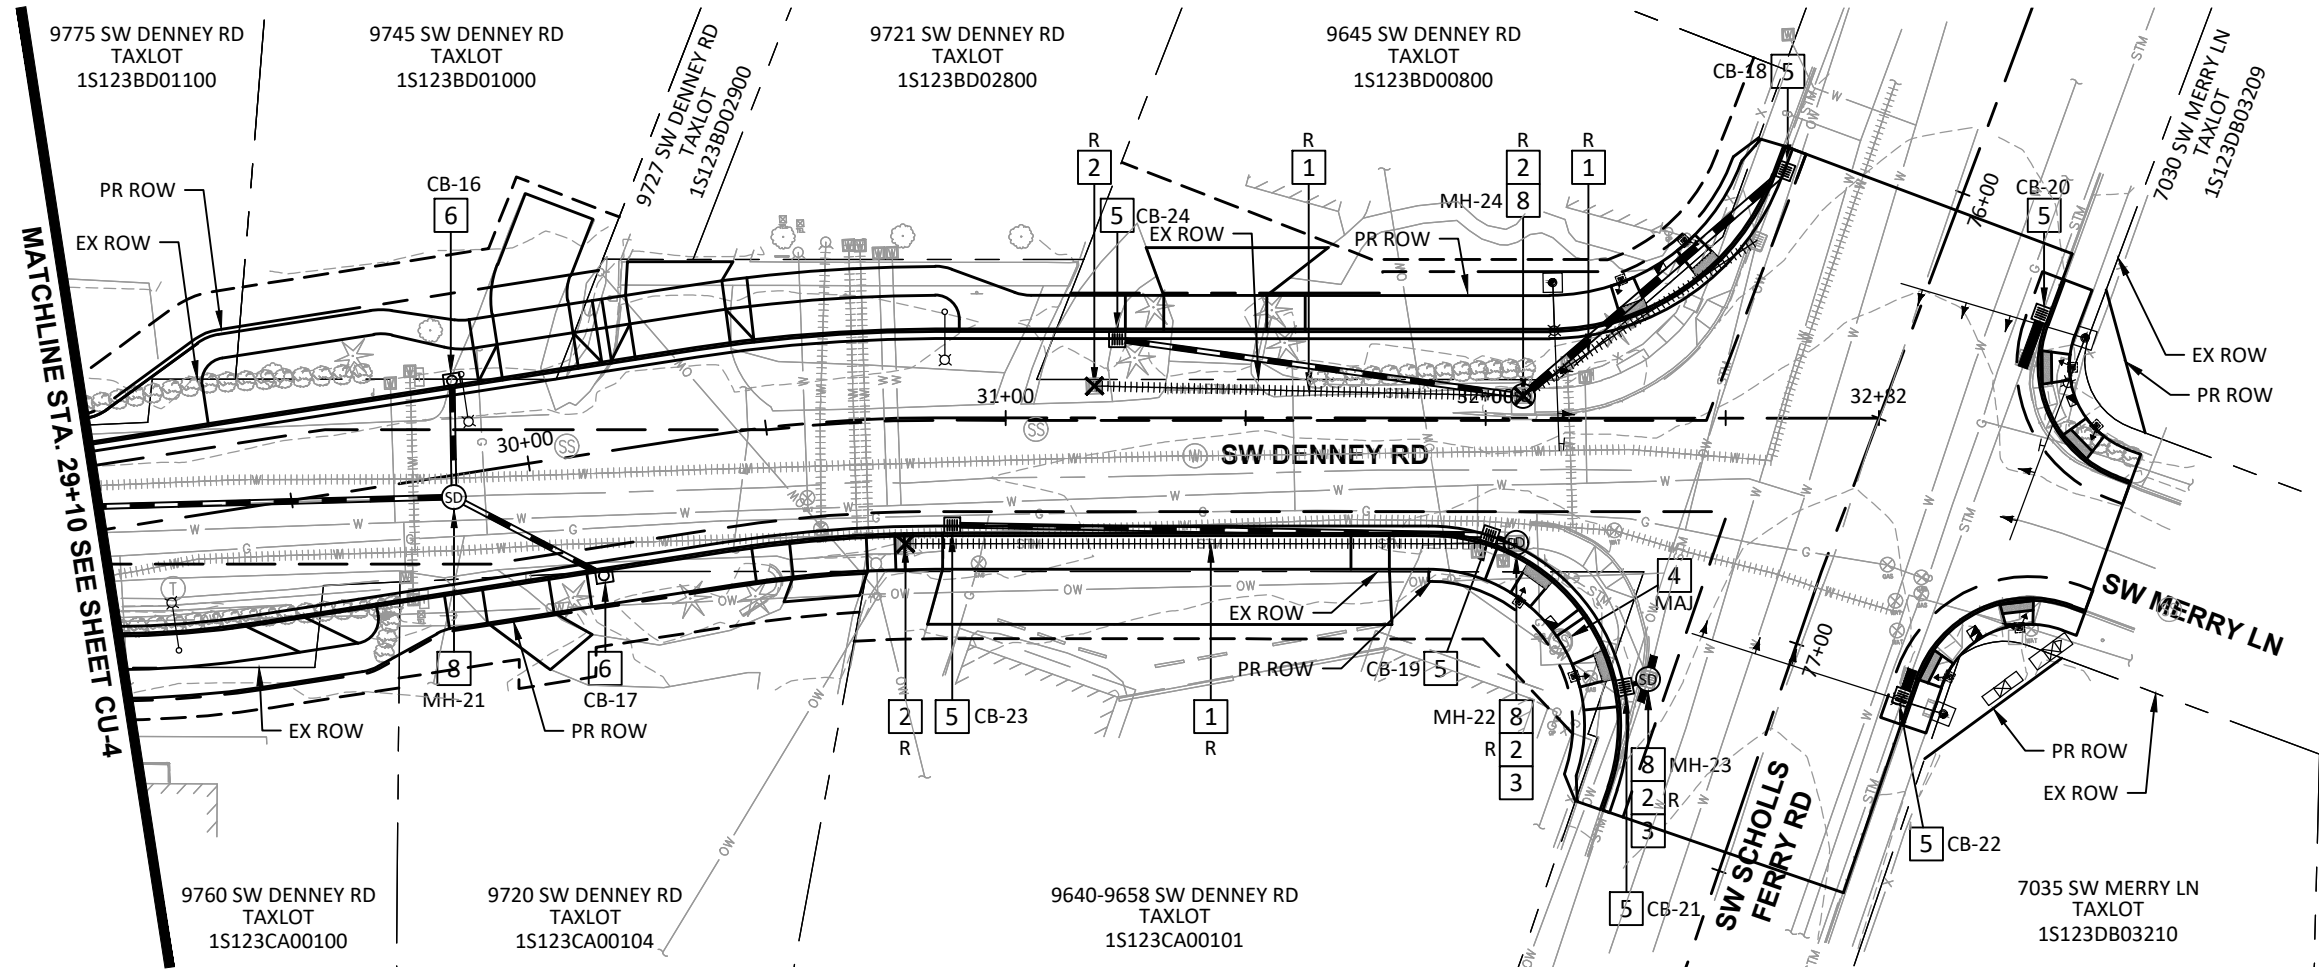 9775 SW DENNEY RD
TAXLOT
1S123BD01100
9745 SW DENNEY RD
TAXLOT
1S123BD01000
9727 SW DENNEY RD
TAXLOT
1S123BD02900
9721 SW DENNEY RD
TAXLOT
1S123BD02800
9645 SW DENNEY RD
TAXLOT
1S123BD00800
CB-18
5
7030 SW MERRY LN
TAXLOT
1S123DB03209
PR ROW
EX ROW
CB-16
6
R
2
5
CB-24
EX ROW
R
1
R
2
MH-24
8
R
1
PR ROW
CB-20
5
76+00
EX ROW
PR ROW
MATCHLINE STA. 29+10 SEE SHEET CU-4
30+00
31+00
32+00
32+82
SS
SS
SW DENNEY RD
SD
SD
SD
T
4
MAJ
EX ROW
PR ROW
CB-19
5
77+00
SW MERRY LN
8
MH-21
6
CB-17
EX ROW
PR ROW
2
R
5
CB-23
1
R
MH-22
8
R
2
3
8
MH-23
2
R
3
PR ROW
EX ROW
5
CB-22
5
CB-21
SW SCHOLLS
FERRY RD
9760 SW DENNEY RD
TAXLOT
1S123CA00100
9720 SW DENNEY RD
TAXLOT
1S123CA00104
9640-9658 SW DENNEY RD
TAXLOT
1S123CA00101
7035 SW MERRY LN
TAXLOT
1S123DB03210